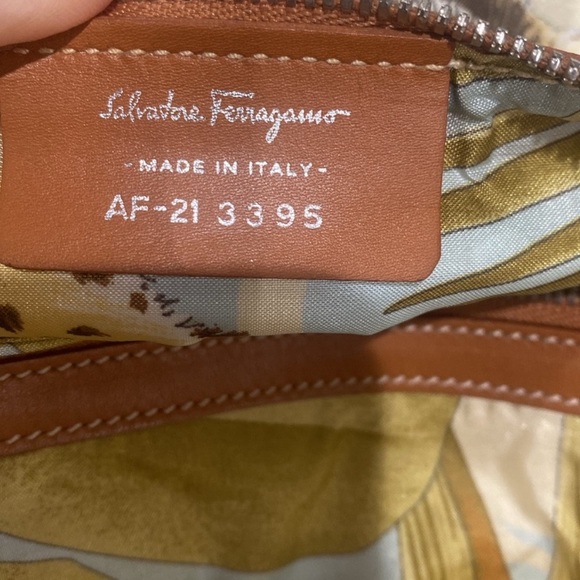 Salvatore Ferragamo
- MADE IN ITALY -
AF-21 3395